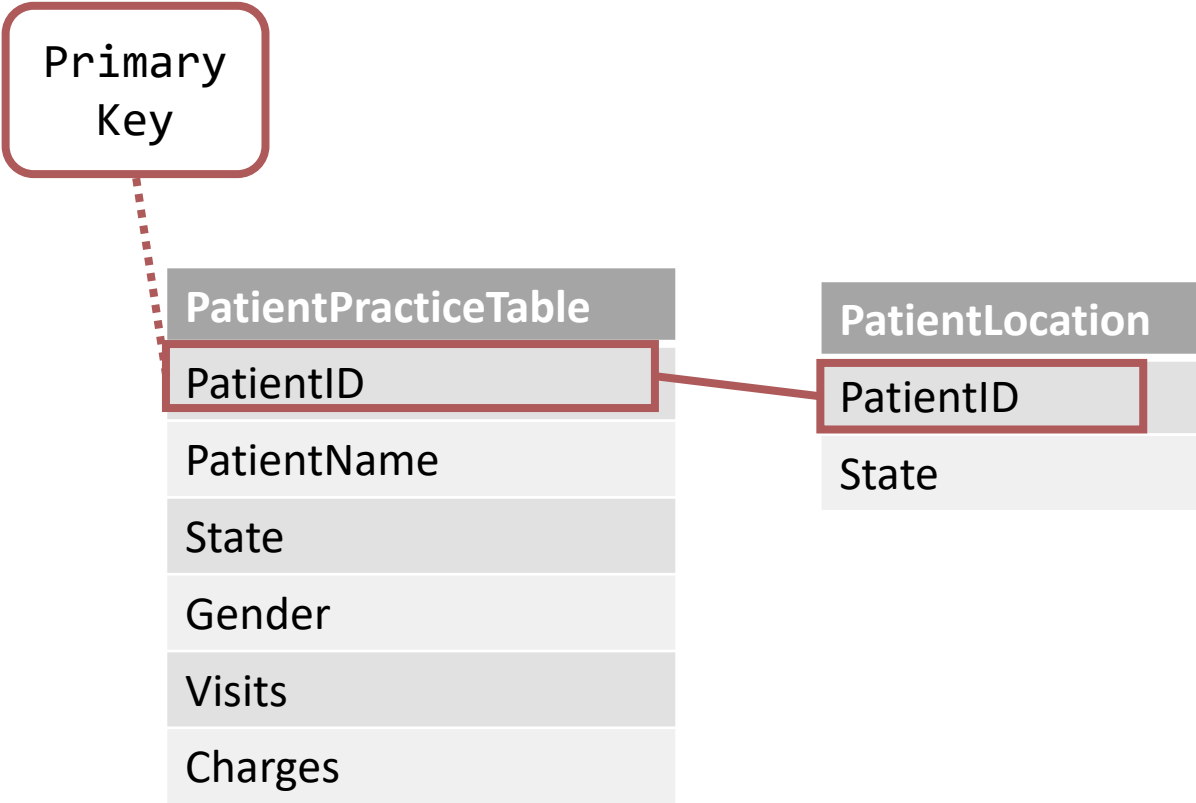 Primary
Key
PatientPracticeTable
PatientID
PatientName
State
Gender
Visits
Charges
PatientLocation
PatientID
State